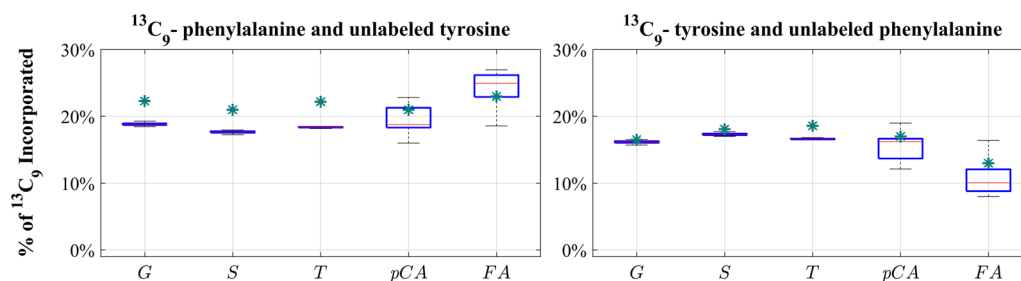 ¹³C₉- phenylalanine and unlabeled tyrosine
% of ¹³C₉ Incorporated
30%
20%
10%
0%
G S T pCA FA
¹³C₉- tyrosine and unlabeled phenylalanine
30%
20%
10%
0%
G S T pCA FA